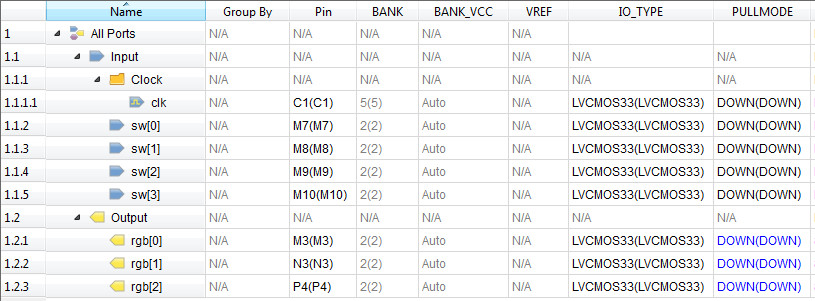 Name Group By Pin BANK BANK_VCC VREF IO_TYPE PULLMODE
1 All Ports N/A N/A N/A N/A N/A
1.1 Input N/A N/A N/A N/A N/A N/A N/A
1.1.1 Clock N/A N/A N/A N/A N/A N/A N/A
1.1.1.1 clk N/A C1(C1) 5(5) Auto N/A LVCMOS33(LVCMOS33) DOWN(DOWN)
1.1.2 sw[0] N/A M7(M7) 2(2) Auto N/A LVCMOS33(LVCMOS33) DOWN(DOWN)
1.1.3 sw[1] N/A M8(M8) 2(2) Auto N/A LVCMOS33(LVCMOS33) DOWN(DOWN)
1.1.4 sw[2] N/A M9(M9) 2(2) Auto N/A LVCMOS33(LVCMOS33) DOWN(DOWN)
1.1.5 sw[3] N/A M10(M10) 2(2) Auto N/A LVCMOS33(LVCMOS33) DOWN(DOWN)
1.2 Output N/A N/A N/A N/A N/A N/A N/A
1.2.1 rgb[0] N/A M3(M3) 2(2) Auto N/A LVCMOS33(LVCMOS33) DOWN(DOWN)
1.2.2 rgb[1] N/A N3(N3) 2(2) Auto N/A LVCMOS33(LVCMOS33) DOWN(DOWN)
1.2.3 rgb[2] N/A P4(P4) 2(2) Auto N/A LVCMOS33(LVCMOS33) DOWN(DOWN)